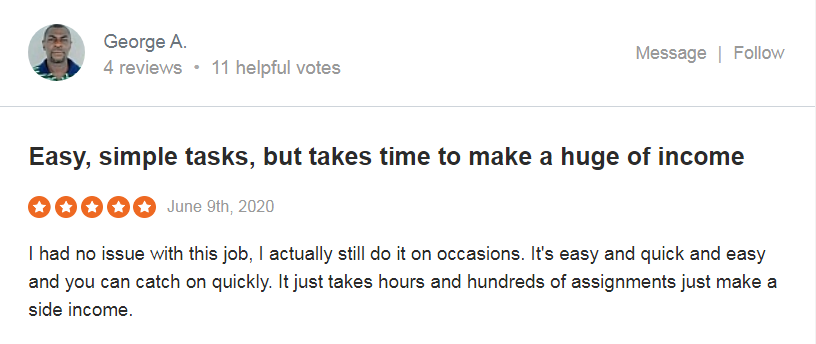 George A.
4 reviews • 11 helpful votes
Message | Follow
Easy, simple tasks, but takes time to make a huge of income
June 9th, 2020
I had no issue with this job, I actually still do it on occasions. It's easy and quick and easy
and you can catch on quickly. It just takes hours and hundreds of assignments just make a
side income.